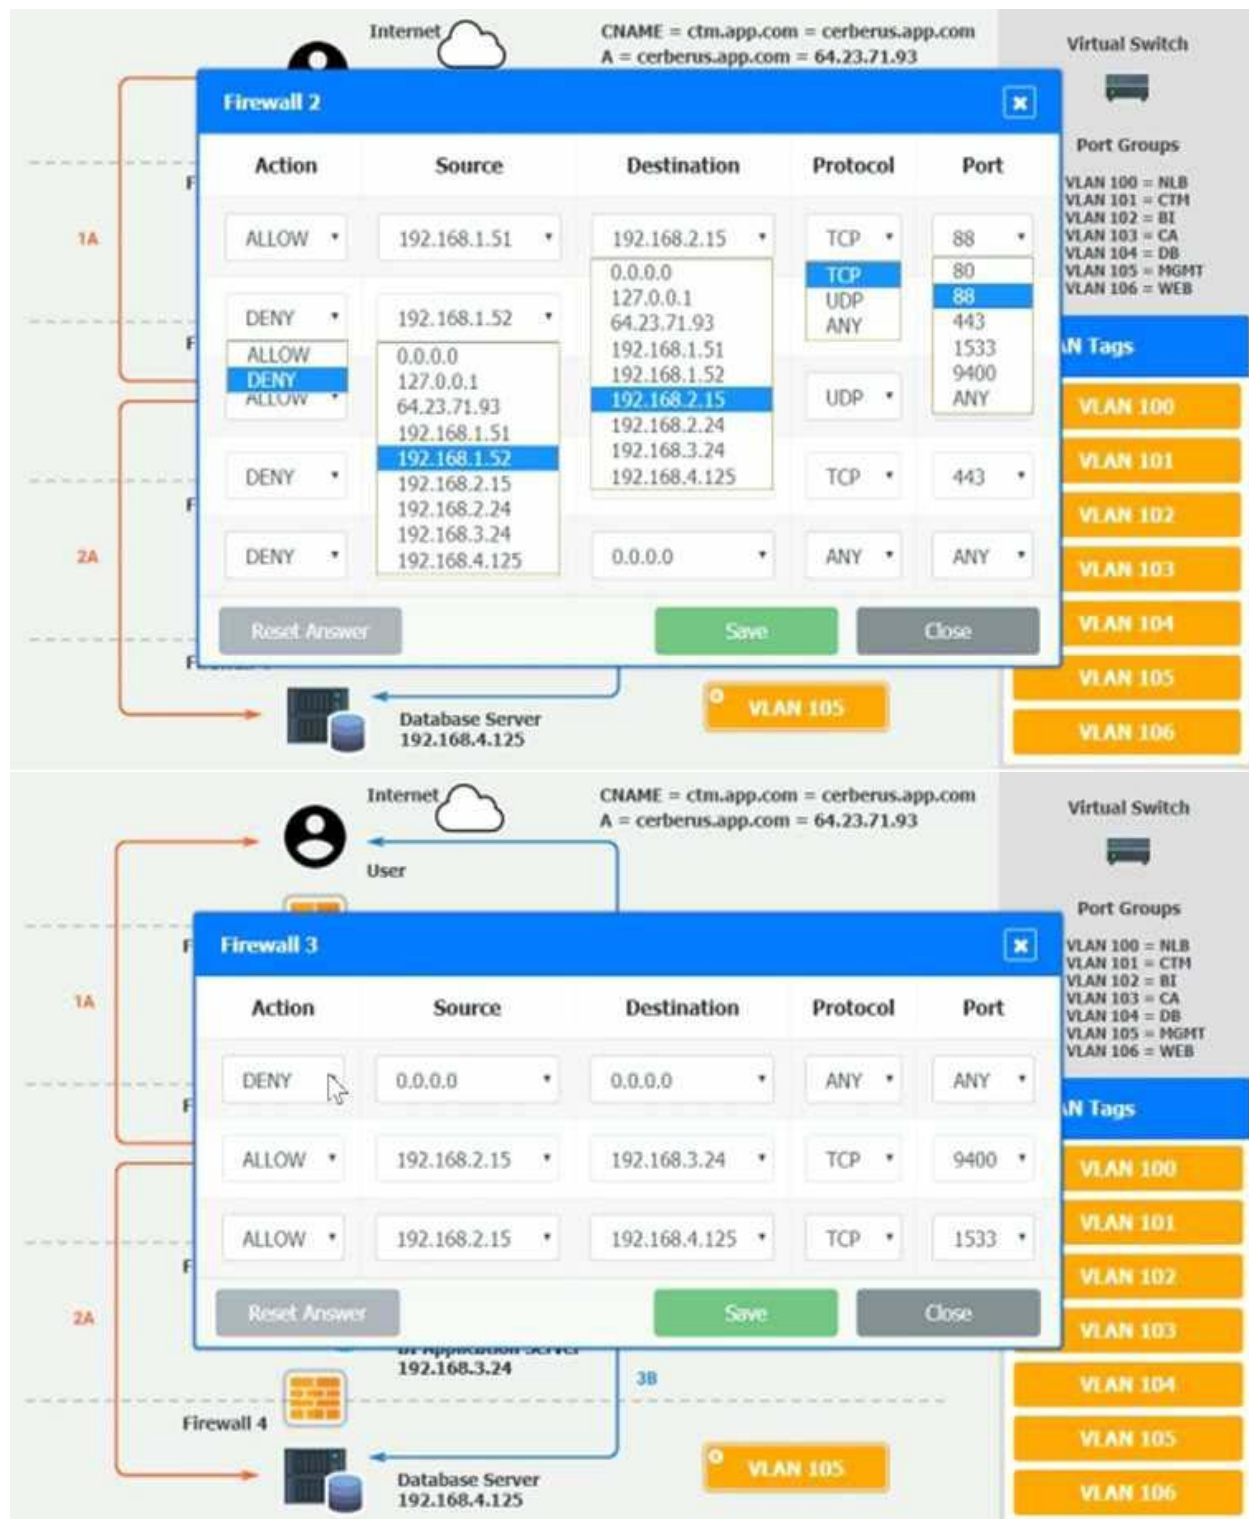 Internet
CNAME = ctm.app.com = cerberus.app.com
A = cerberus.app.com = 64.23.71.93
Virtual Switch
Port Groups
VLAN 100 = NLB
VLAN 101 = CTM
VLAN 102 = BI
VLAN 103 = CA
VLAN 104 = DB
VLAN 105 = MGMT
VLAN 106 = WEB
1A
2A
F
F
F
Firewall 2
Action Source Destination Protocol Port
ALLOW 192.168.1.51 192.168.2.15 TCP 88
0.0.0.0
127.0.0.1
64.23.71.93
192.168.1.51
192.168.1.52
192.168.2.15
192.168.2.24
192.168.3.24
192.168.4.125
TCP
UDP
ANY
80
88
443
1533
9400
ANY
DENY 192.168.1.52
ALLOW
DENY
0.0.0.0
127.0.0.1
64.23.71.93
192.168.1.51
192.168.1.52
192.168.2.15
192.168.2.24
192.168.3.24
192.168.4.125
ALLOW UDP
DENY TCP 443
DENY 0.0.0.0 ANY ANY
Reset Answer Save Close
AN Tags
VLAN 100
VLAN 101
VLAN 102
VLAN 103
VLAN 104
VLAN 105
VLAN 106
Database Server
192.168.4.125
VLAN 105
Internet
CNAME = ctm.app.com = cerberus.app.com
A = cerberus.app.com = 64.23.71.93
User
Virtual Switch
Port Groups
VLAN 100 = NLB
VLAN 101 = CTM
VLAN 102 = BI
VLAN 103 = CA
VLAN 104 = DB
VLAN 105 = MGMT
VLAN 106 = WEB
1A
2A
F
F
F
Firewall 3
Action Source Destination Protocol Port
DENY 0.0.0.0 0.0.0.0 ANY ANY
ALLOW 192.168.2.15 192.168.3.24 TCP 9400
ALLOW 192.168.2.15 192.168.4.125 TCP 1533
Reset Answer Save Close
AN Tags
VLAN 100
VLAN 101
VLAN 102
VLAN 103
VLAN 104
VLAN 105
VLAN 106
BI Application Server
192.168.3.24
3B
Firewall 4
Database Server
192.168.4.125
VLAN 105